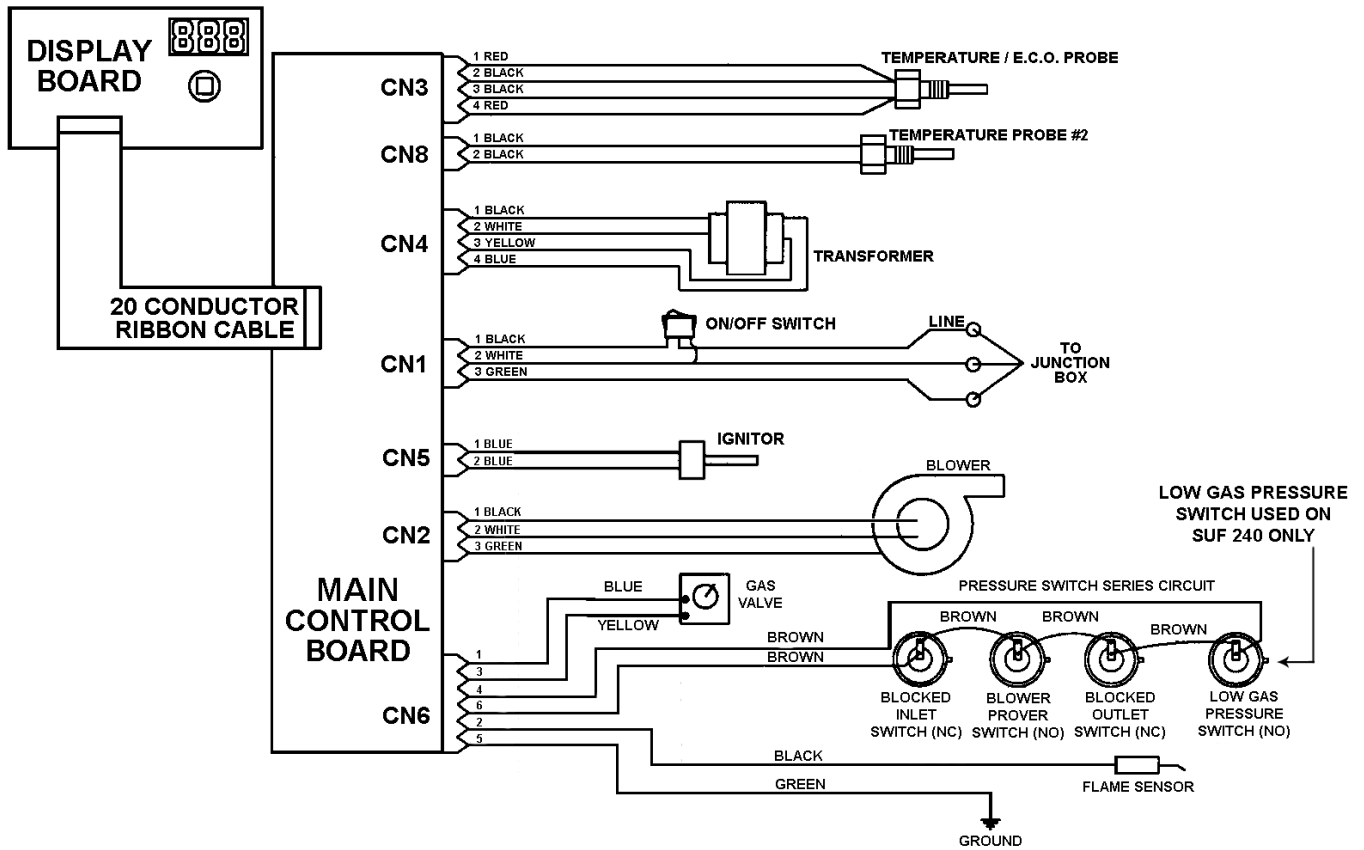 DISPLAY
BOARD
888
20 CONDUCTOR
RIBBON CABLE
MAIN
CONTROL
BOARD
CN3
1 RED
2 BLACK
3 BLACK
4 RED
TEMPERATURE / E.C.O. PROBE
CN8
1 BLACK
2 BLACK
TEMPERATURE PROBE #2
CN4
1 BLACK
2 WHITE
3 YELLOW
4 BLUE
TRANSFORMER
CN1
1 BLACK
2 WHITE
3 GREEN
ON/OFF SWITCH
LINE
TO
JUNCTION
BOX
CN5
1 BLUE
2 BLUE
IGNITOR
CN2
1 BLACK
2 WHITE
3 GREEN
BLOWER
LOW GAS PRESSURE
SWITCH USED ON
SUF 240 ONLY
CN6
1
3
4
6
2
5
BLUE
YELLOW
GAS
VALVE
BROWN
BROWN
PRESSURE SWITCH SERIES CIRCUIT
BROWN
BROWN
BROWN
BLOCKED
INLET
SWITCH (NC)
BLOWER
PROVER
SWITCH (NO)
BLOCKED
OUTLET
SWITCH (NC)
LOW GAS
PRESSURE
SWITCH (NO)
BLACK
FLAME SENSOR
GREEN
GROUND